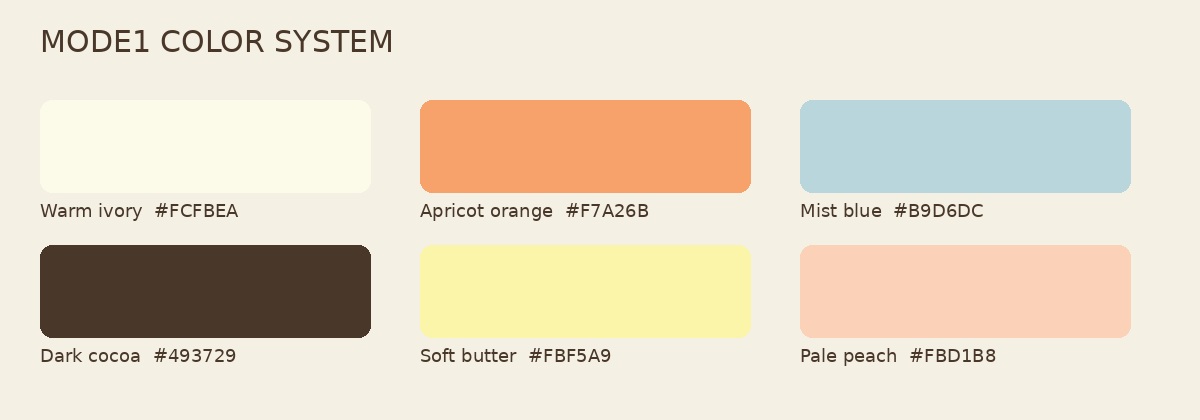 MODE1 COLOR SYSTEM
Warm ivory #FCFBEA
Apricot orange #F7A26B
Mist blue #B9D6DC
Dark cocoa #493729
Soft butter #FBF5A9
Pale peach #FBD1B8